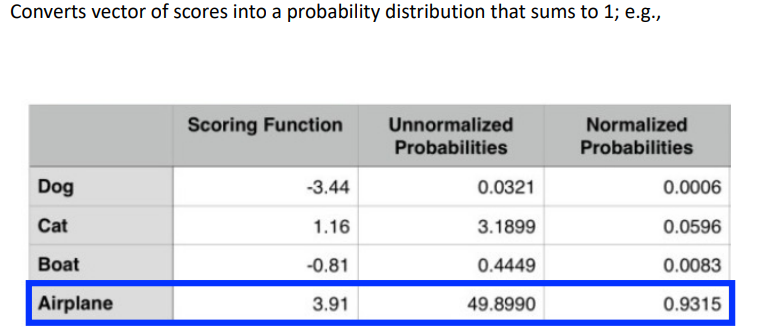 Converts vector of scores into a probability distribution that sums to 1; e.g.,
Scoring Function Unnormalized Probabilities Normalized Probabilities
Dog -3.44 0.0321 0.0006
Cat 1.16 3.1899 0.0596
Boat -0.81 0.4449 0.0083
Airplane 3.91 49.8990 0.9315